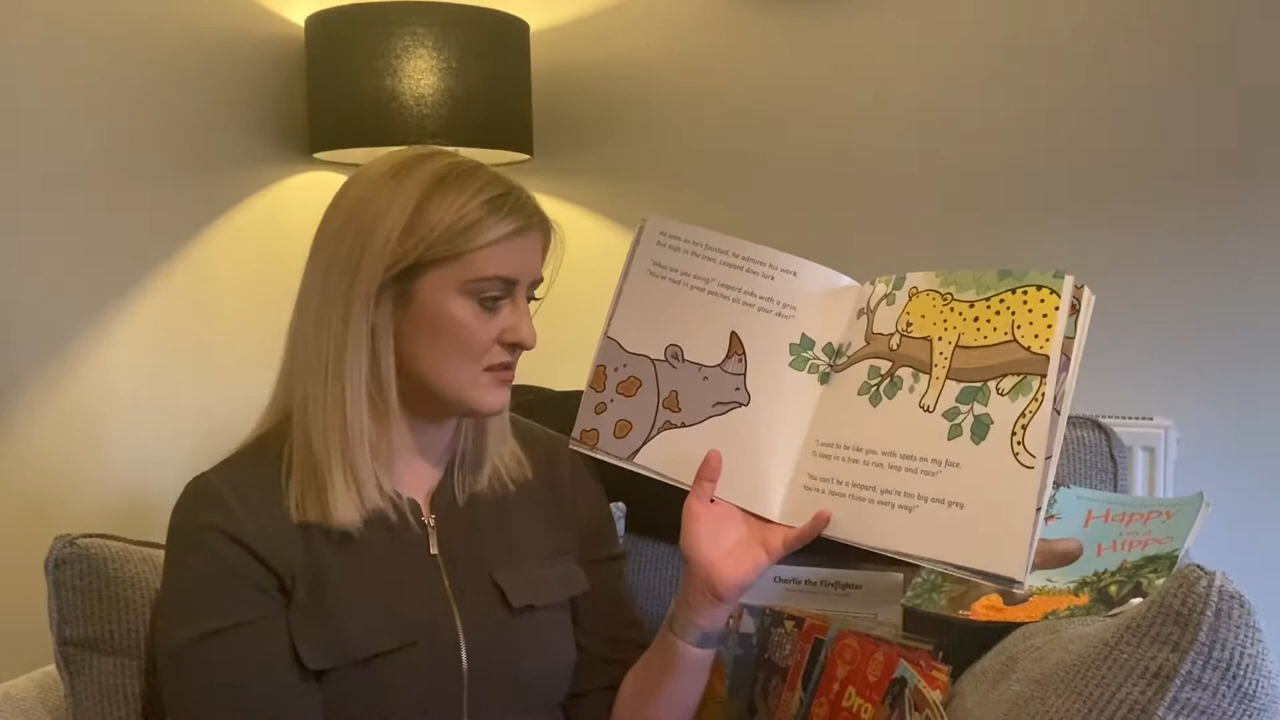 As soon as he's finished, he admires his work
But high in the trees, Leopard does lurk
"What are you doing?" Leopard asks with a grin
"You've mud in great patches all over your skin!"
"I want to be like you, with spots on my face,
To sleep in a tree; to run, leap and race!"
"You can't be a leopard, you're too big and grey
You're a Javan rhino in every way!"
Happy
I'm a
Hippo
Charlie the Firefighter
Dra